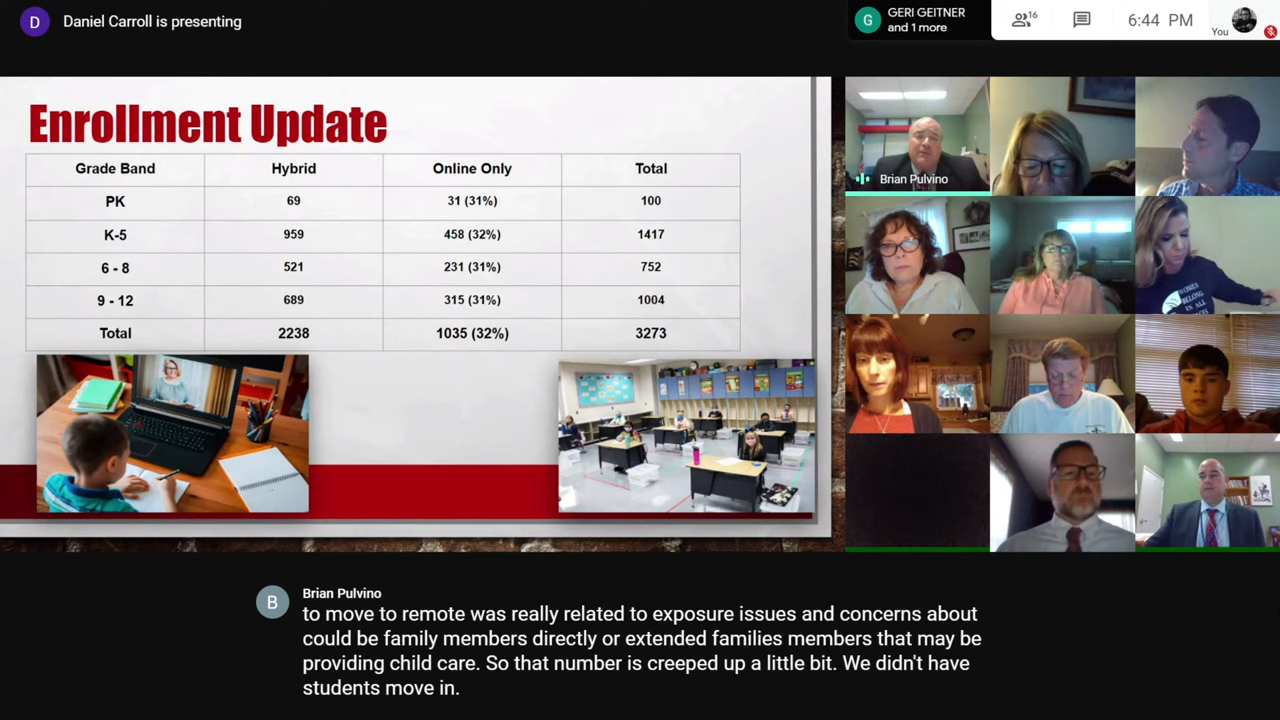 D
Daniel Carroll is presenting
G
GERI GEITNER
and 1 more
16
6:44 PM
You
Enrollment Update
Grade Band Hybrid Online Only Total
PK 69 31 (31%) 100
K-5 959 458 (32%) 1417
6 - 8 521 231 (31%) 752
9 - 12 689 315 (31%) 1004
Total 2238 1035 (32%) 3273
Brian Pulvino
WOMEN
BELONG
IN ALL
B
Brian Pulvino
to move to remote was really related to exposure issues and concerns about
could be family members directly or extended families members that may be
providing child care. So that number is creeped up a little bit. We didn't have
students move in.